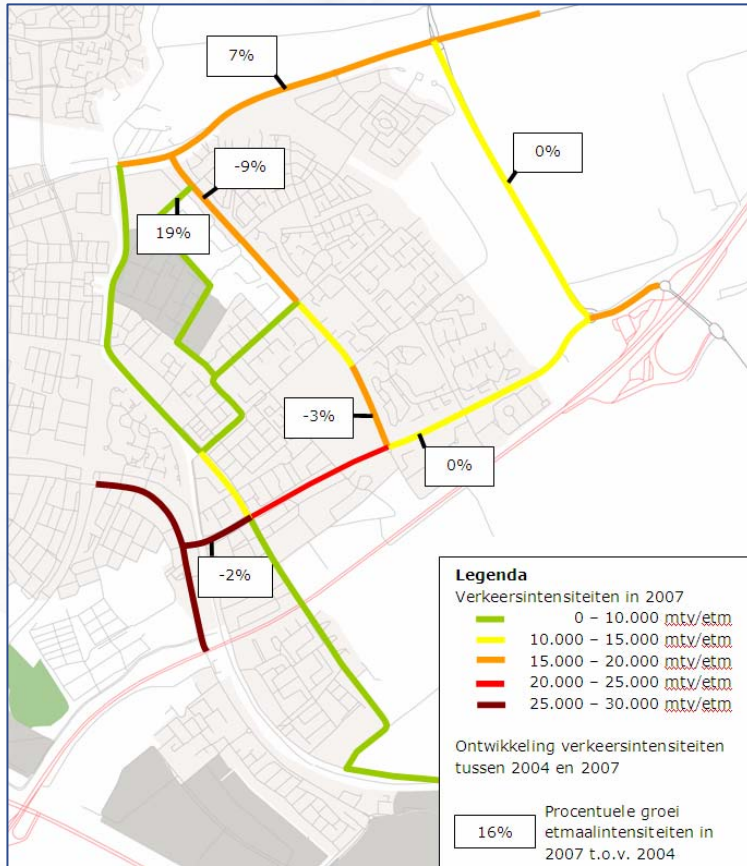 7%
-9%
0%
19%
-3%
0%
-2%
Legenda
Verkeersintensiteiten in 2007
0 – 10.000 mtv/etm
10.000 – 15.000 mtv/etm
15.000 – 20.000 mtv/etm
20.000 – 25.000 mtv/etm
25.000 – 30.000 mtv/etm
Ontwikkeling verkeersintensiteiten
tussen 2004 en 2007
16%
Procentuele groei
etmaalintensiteiten in
2007 t.o.v. 2004